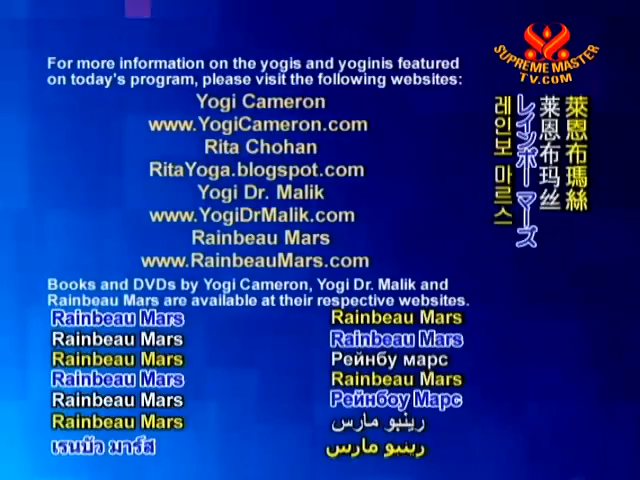 For more information on the yogis and yoginis featured
on today's program, please visit the following websites:
Yogi Cameron
www.YogiCameron.com
Rita Chohan
RitaYoga.blogspot.com
Yogi Dr. Malik
www.YogiDrMalik.com
Rainbeau Mars
www.RainbeauMars.com
Books and DVDs by Yogi Cameron, Yogi Dr. Malik and
Rainbeau Mars are available at their respective websites.
Rainbeau Mars
Rainbeau Mars
Rainbeau Mars
Rainbeau Mars
Rainbeau Mars
Rainbeau Mars
เรนบัว มาร์ส
Rainbeau Mars
Rainbeau Mars
Рейнбу марс
Rainbeau Mars
Рейнбоу Марс
رينبو مارس
رینبو مارس
SUPREME MASTER
TV.COM
萊恩布瑪絲
莱恩布玛丝
レインボー マーズ
레인보 마르스